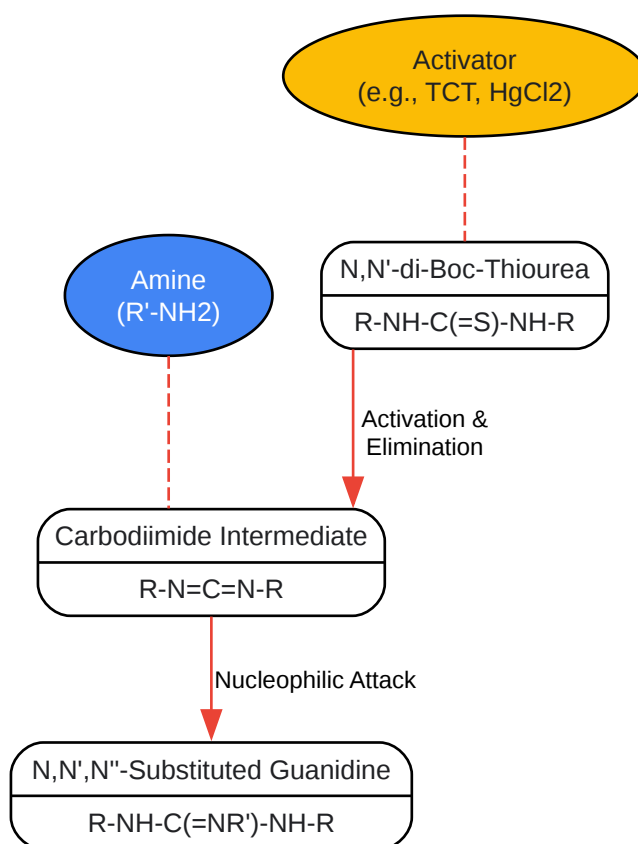 Activator
(e.g., TCT, HgCl2)
Amine
(R'-NH2)
N,N'-di-Boc-Thiourea
R-NH-C(=S)-NH-R
Activation &
Elimination
Carbodiimide Intermediate
R-N=C=N-R
Nucleophilic Attack
N,N',N''-Substituted Guanidine
R-NH-C(=NR')-NH-R